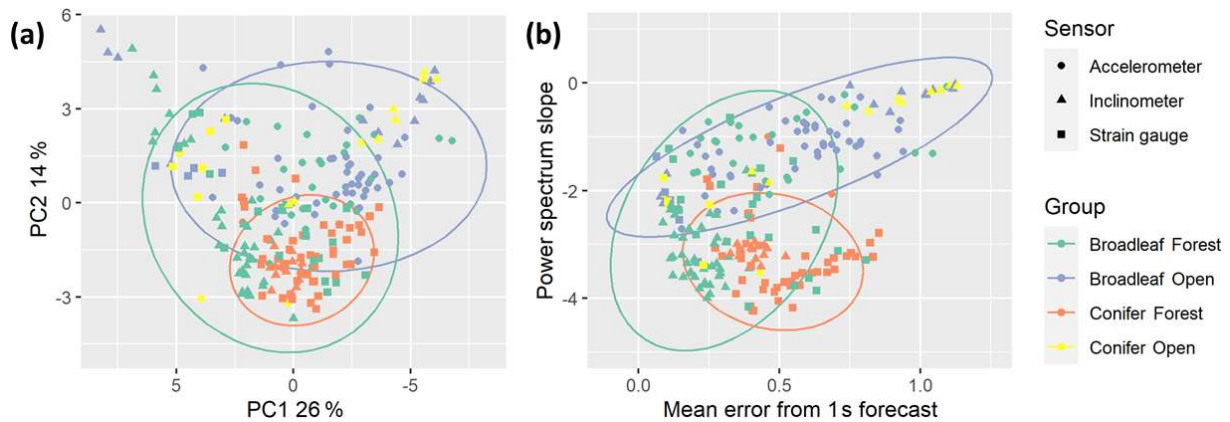 (a)
6
3
0
-3
PC2 14 %
5
0
-5
PC1 26 %
(b)
0
-2
-4
Power spectrum slope
0.0
0.5
1.0
Mean error from 1s forecast
Sensor
Accelerometer
Inclinometer
Strain gauge
Group
Broadleaf Forest
Broadleaf Open
Conifer Forest
Conifer Open